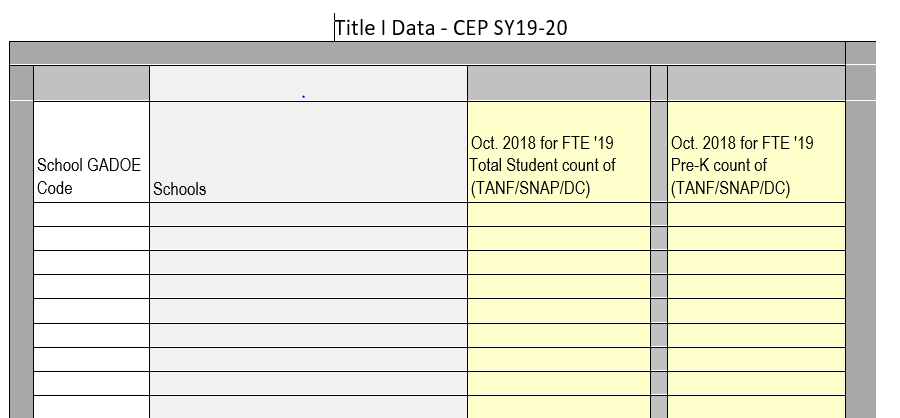 Title I Data - CEP SY19-20
School GADOE
Code
Schools
Oct. 2018 for FTE '19
Total Student count of
(TANF/SNAP/DC)
Oct. 2018 for FTE '19
Pre-K count of
(TANF/SNAP/DC)